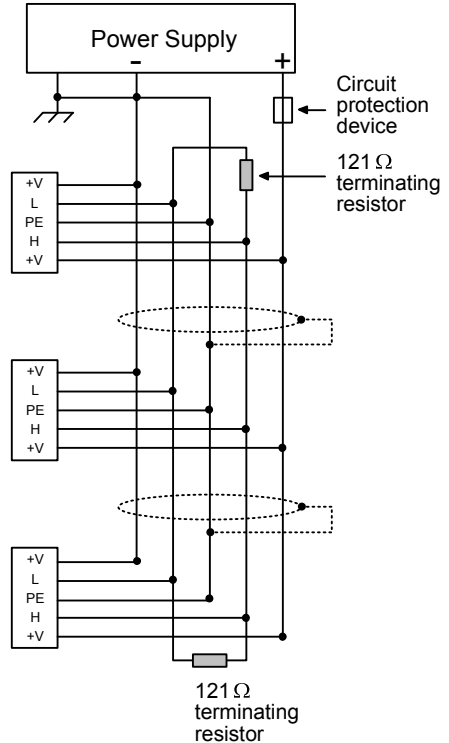 Power Supply
-
+
Circuit
protection
device
121 Ω
terminating
resistor
+V
L
PE
H
+V
+V
L
PE
H
+V
+V
L
PE
H
+V
121 Ω
terminating
resistor